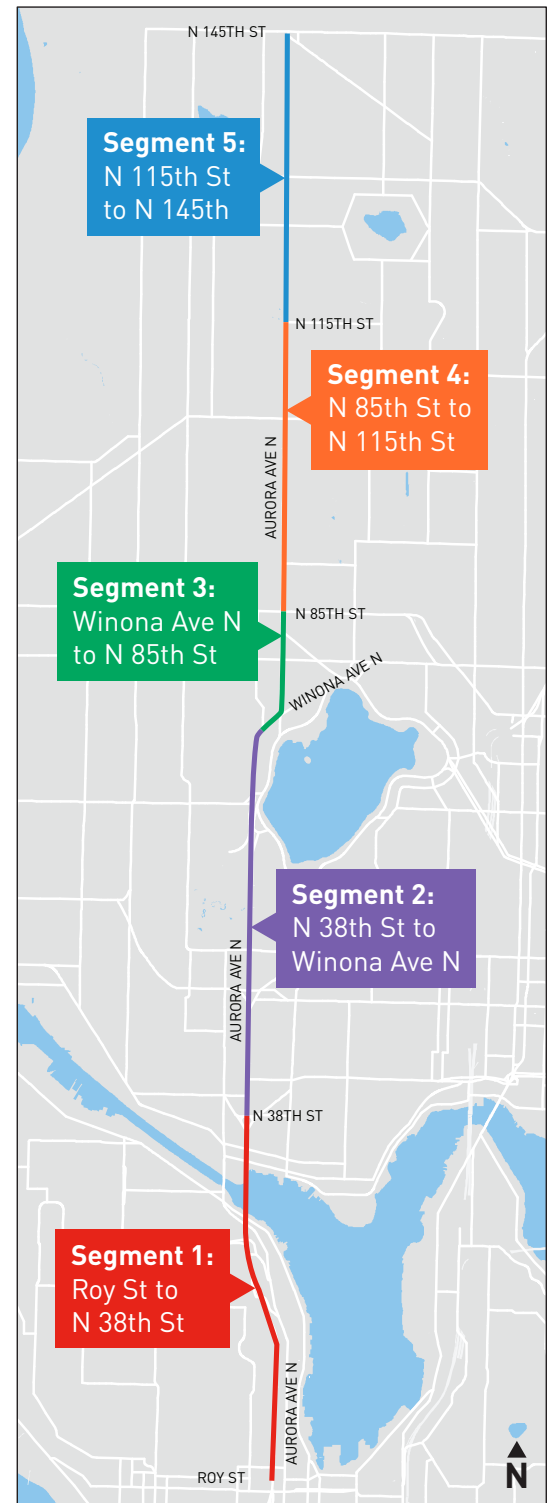 N 145TH ST
Segment 5:
N 115th St
to N 145th
N 115TH ST
Segment 4:
N 85th St to
N 115th St
AURORA AVE N
Segment 3:
Winona Ave N
to N 85th St
N 85TH ST
WINONA AVE N
Segment 2:
N 38th St to
Winona Ave N
AURORA AVE N
N 38TH ST
Segment 1:
Roy St to
N 38th St
AURORA AVE N
ROY ST
N